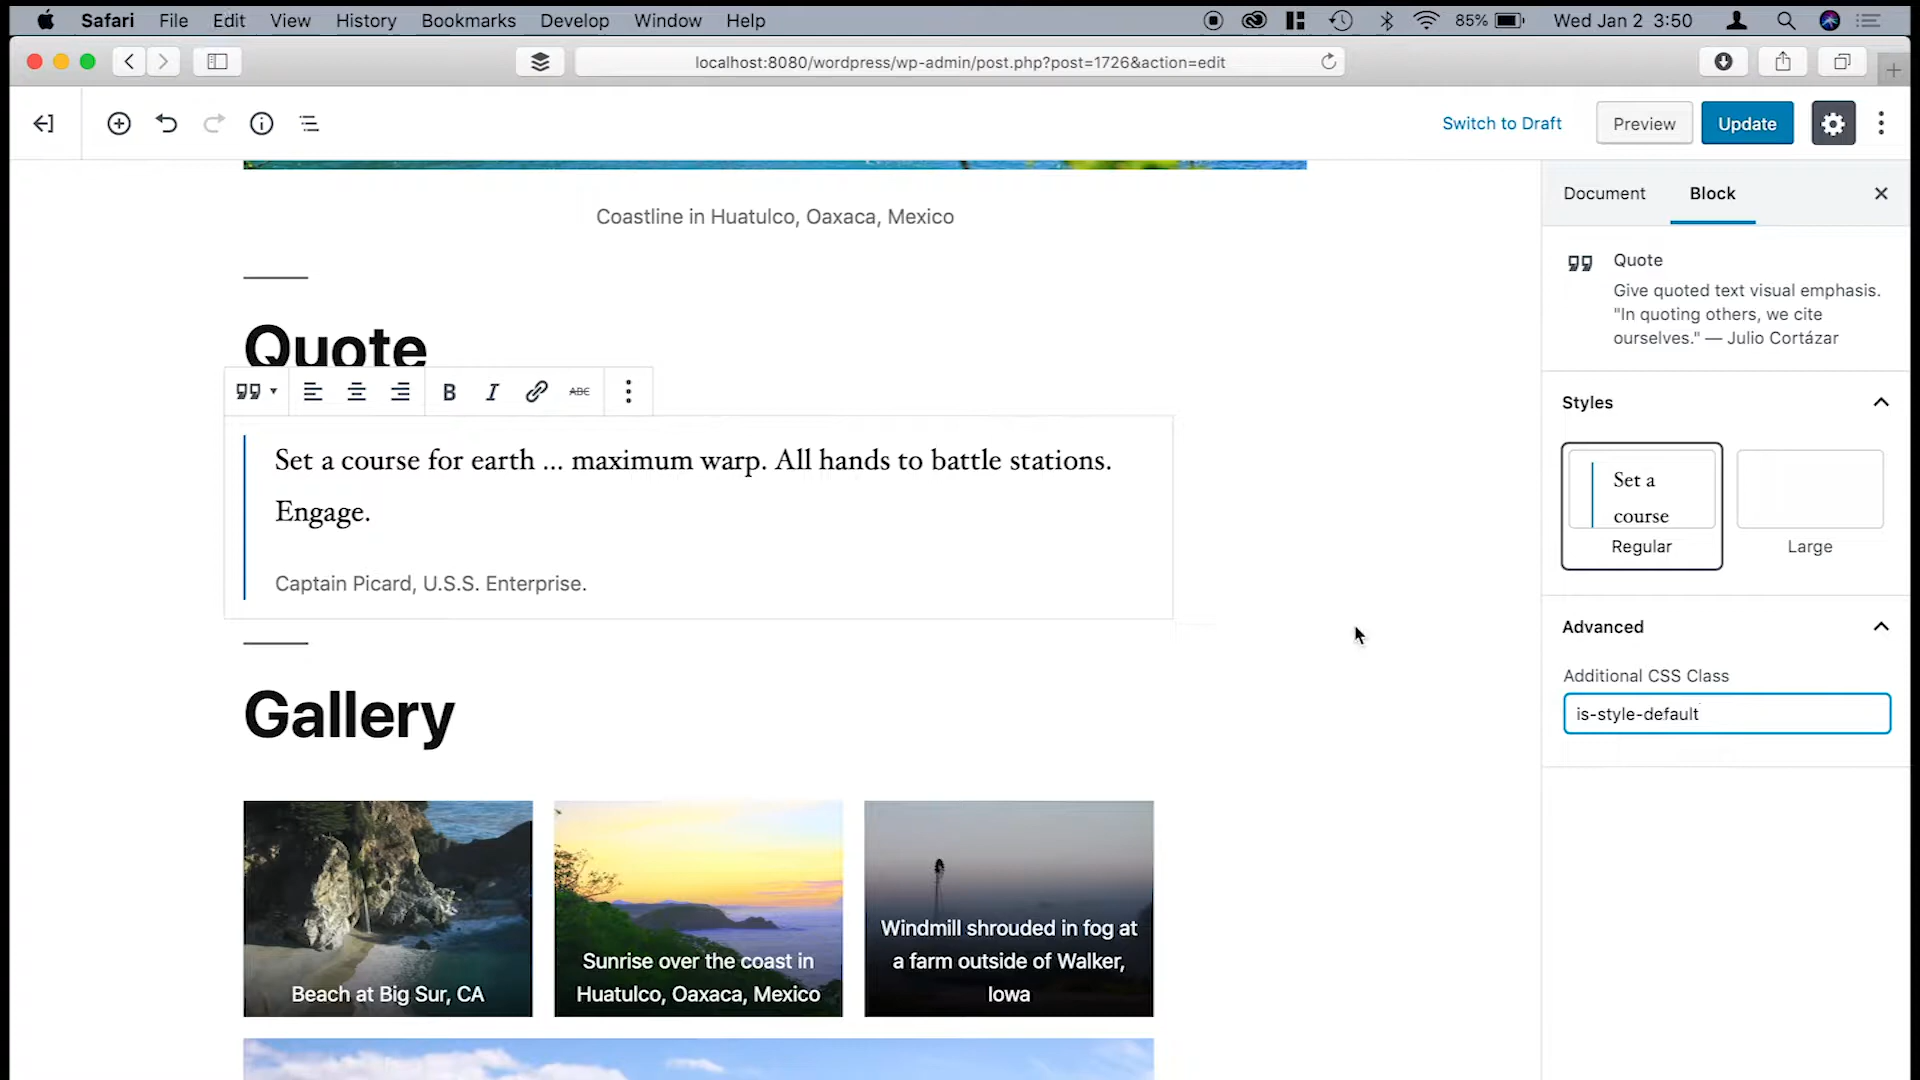 Safari File Edit View History Bookmarks Develop Window Help 85% Wed Jan 2 3:50
localhost:8080/wordpress/wp-admin/post.php?post=1726&action=edit
Switch to Draft Preview Update
Coastline in Huatulco, Oaxaca, Mexico
Quote
B I ABC
Set a course for earth ... maximum warp. All hands to battle stations.
Engage.
Captain Picard, U.S.S. Enterprise.
Gallery
Beach at Big Sur, CA
Sunrise over the coast in
Huatulco, Oaxaca, Mexico
Windmill shrouded in fog at
a farm outside of Walker,
Iowa
Document Block
Quote
Give quoted text visual emphasis.
"In quoting others, we cite
ourselves." — Julio Cortázar
Styles
Set a
course
Regular
Large
Advanced
Additional CSS Class
is-style-default